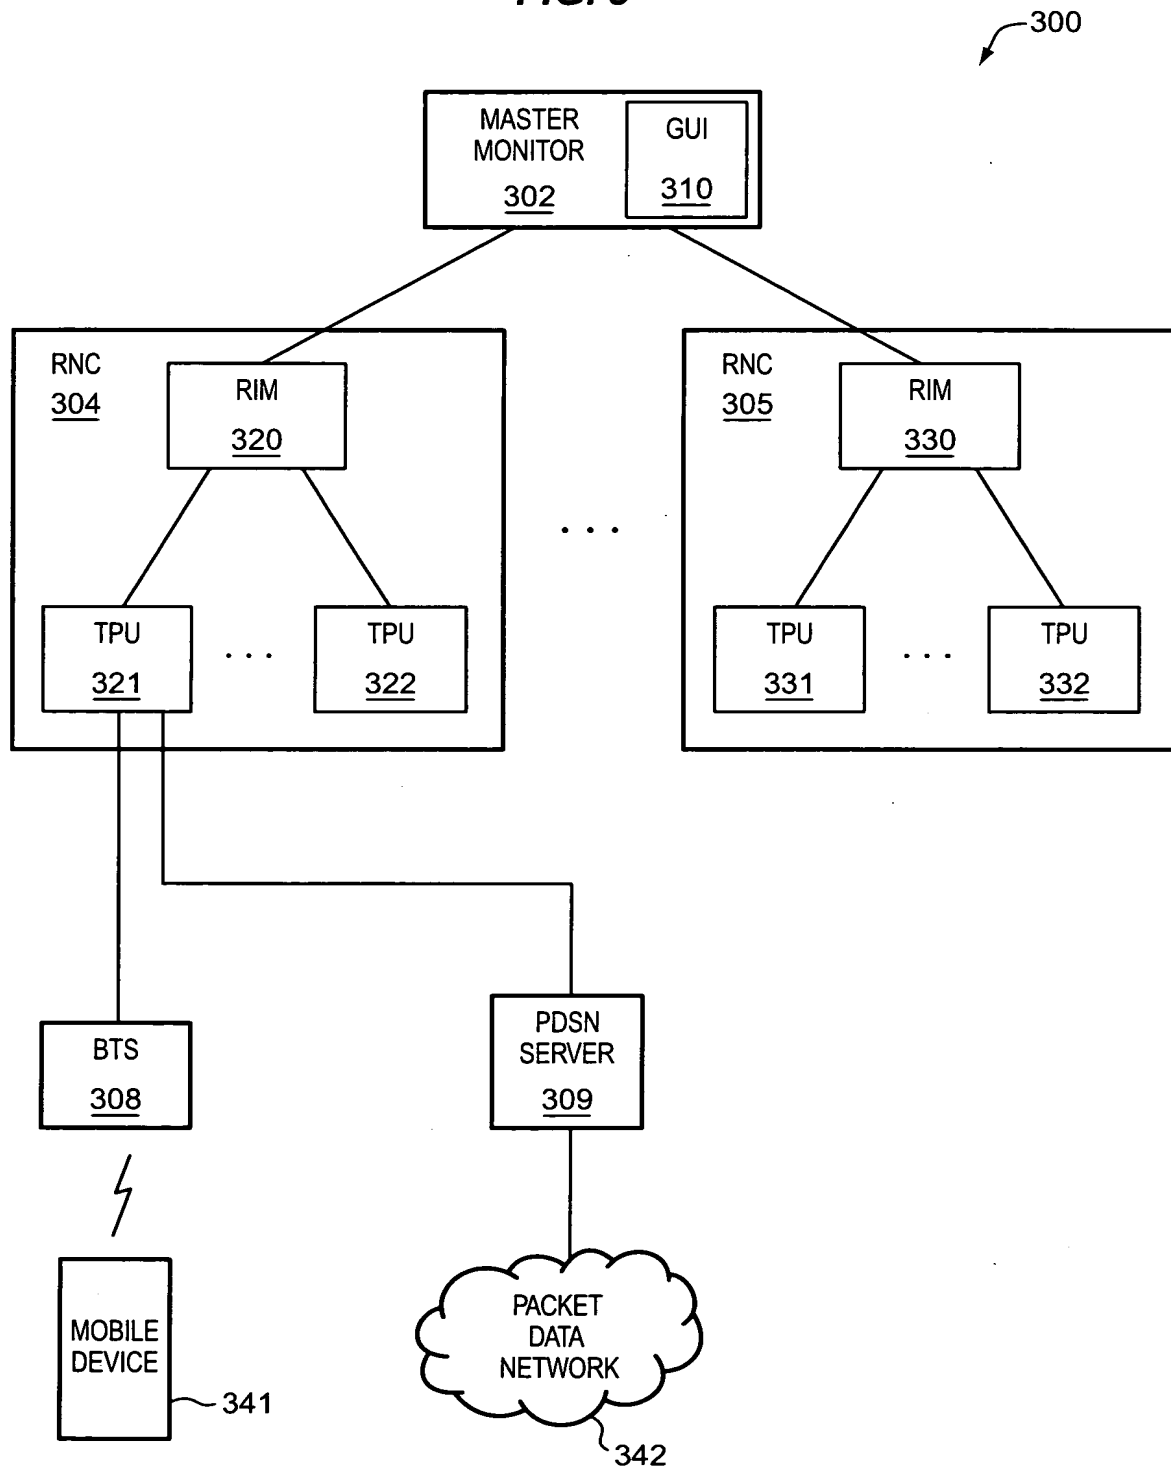 300
MASTER
MONITOR
302
GUI
310
RNC
304
RIM
320
RNC
305
RIM
330
. . .
TPU
321
. . .
TPU
322
TPU
331
. . .
TPU
332
BTS
308
PDSN
SERVER
309
MOBILE
DEVICE
341
PACKET
DATA
NETWORK
342